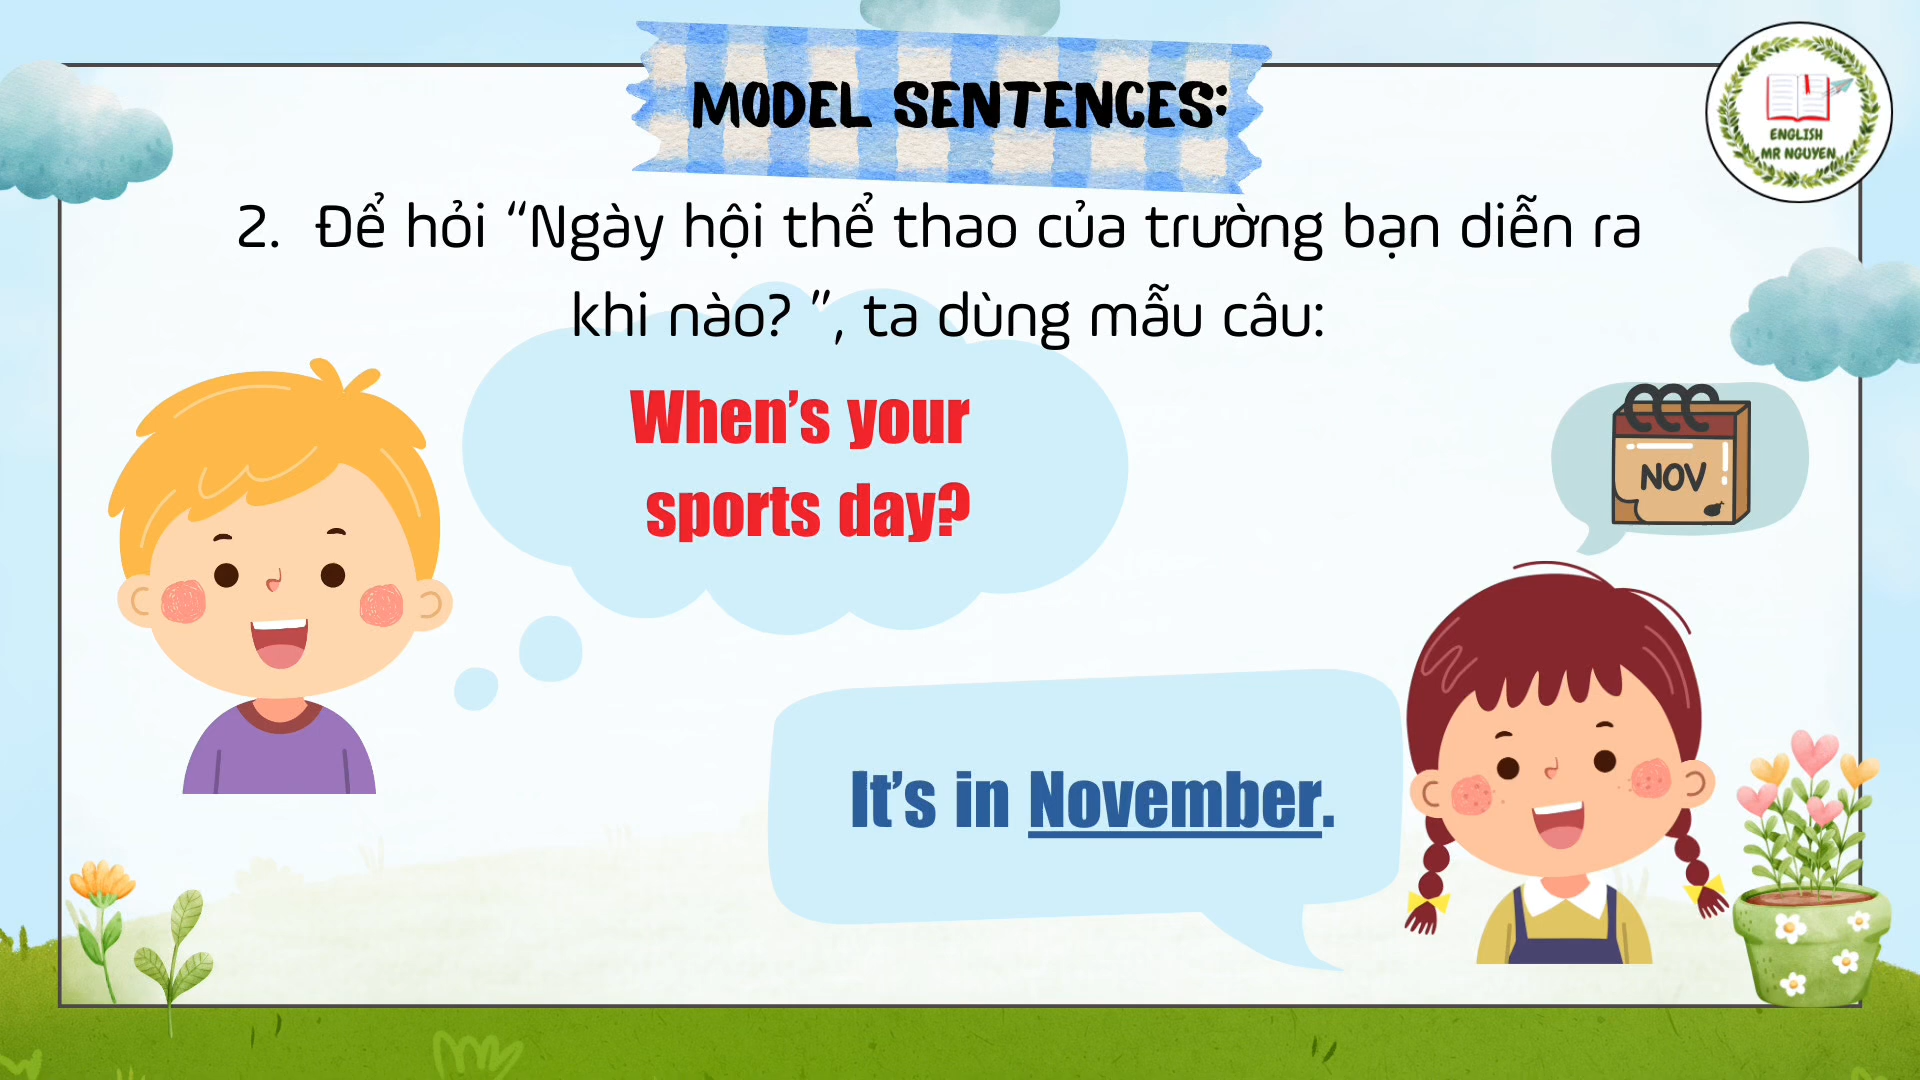 MODEL SENTENCES:
ENGLISH
MR NGUYEN
2. Để hỏi “Ngày hội thể thao của trường bạn diễn ra
khi nào? ”, ta dùng mẫu câu:
When’s your
sports day?
NOV
It’s in November.